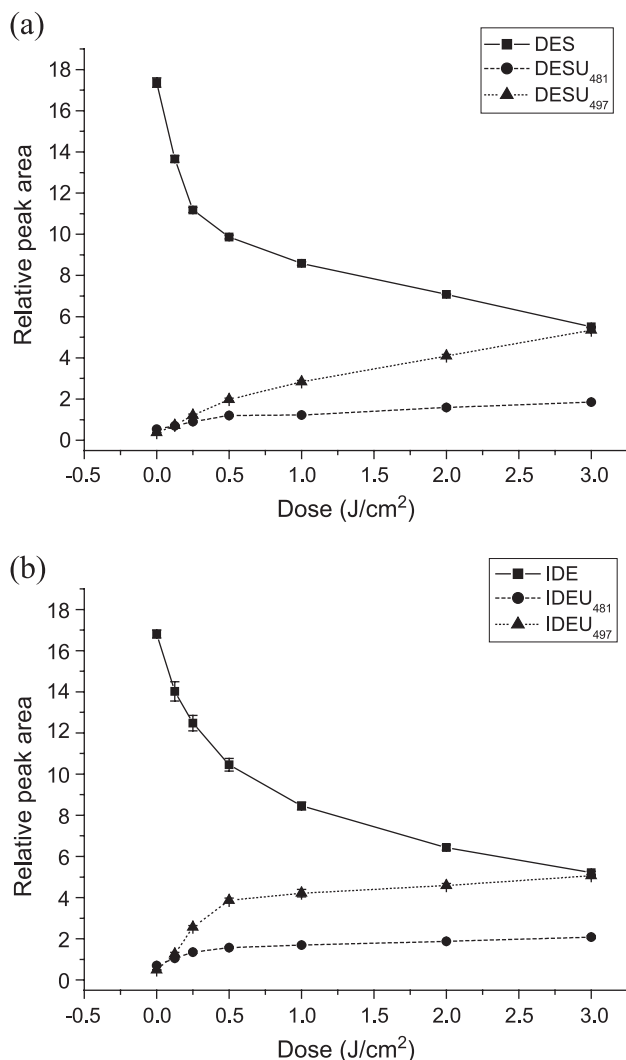 (a)
DES
DESU481
DESU497
Relative peak area
18
16
14
12
10
8
6
4
2
0
-0.5 0.0 0.5 1.0 1.5 2.0 2.5 3.0
Dose (J/cm²)
(b)
IDE
IDEU481
IDEU497
Relative peak area
18
16
14
12
10
8
6
4
2
0
-0.5 0.0 0.5 1.0 1.5 2.0 2.5 3.0
Dose (J/cm²)